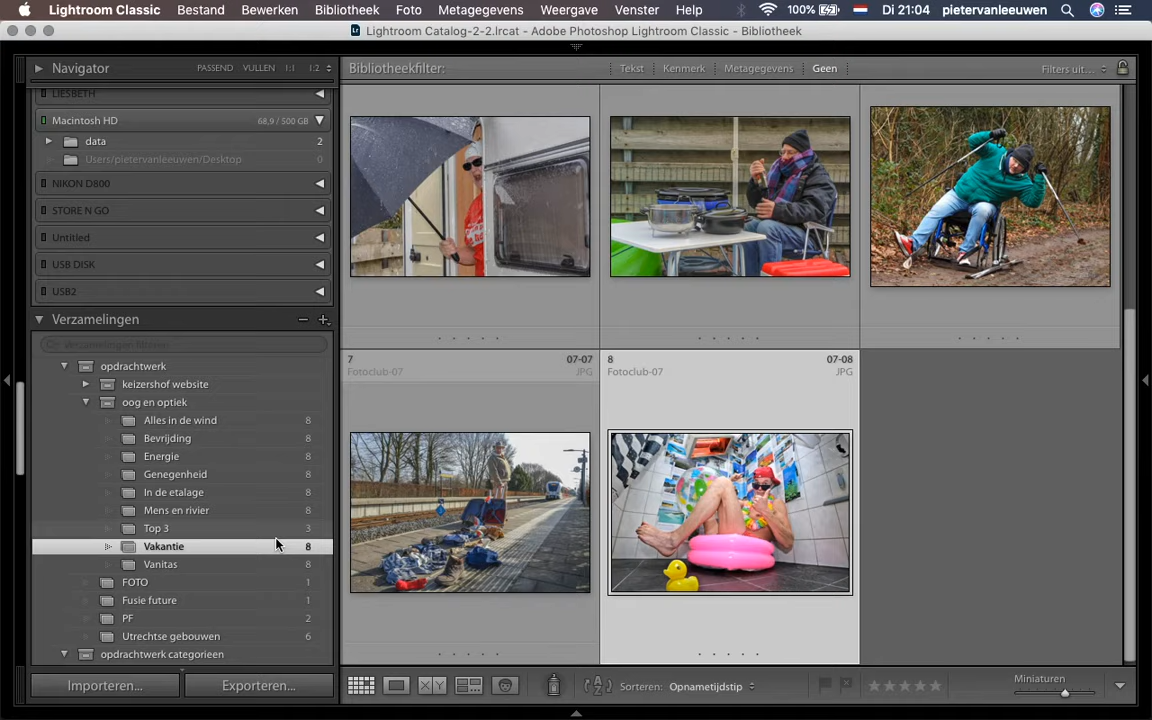 Lightroom Classic Bestand Bewerken Bibliotheek Foto Metagegevens Weergave Venster Help 100% Di 21:04 pietervanleeuwen
Lightroom Catalog-2-2.lrcat - Adobe Photoshop Lightroom Classic - Bibliotheek
Navigator PASSEND VULLEN 1:1 1:2
Bibliotheekfilter: Tekst Kenmerk Metagegevens Geen Filters uit...
LIESBETH
Macintosh HD 68,9 / 500 GB
data 2
Users/pietervanleeuwen/Desktop 0
NIKON D800
STORE N GO
Untitled
USB DISK
USB2
Verzamelingen
Verzamelingen filteren
opdrachtwerk
keizershof website
oog en optiek
Alles in de wind 8
Bevrijding 8
Energie 8
Genegenheid 8
In de etalage 8
Mens en rivier 8
Top 3 3
Vakantie 8
Vanitas 8
FOTO 1
Fusie future 1
PF 2
Utrechtse gebouwen 6
opdrachtwerk categorieen
7 07-07
Fotoclub-07 JPG
8 07-08
Fotoclub-07 JPG
Importeren... Exporteren...
XY
Sorteren: Opnametijdstip
Miniaturen